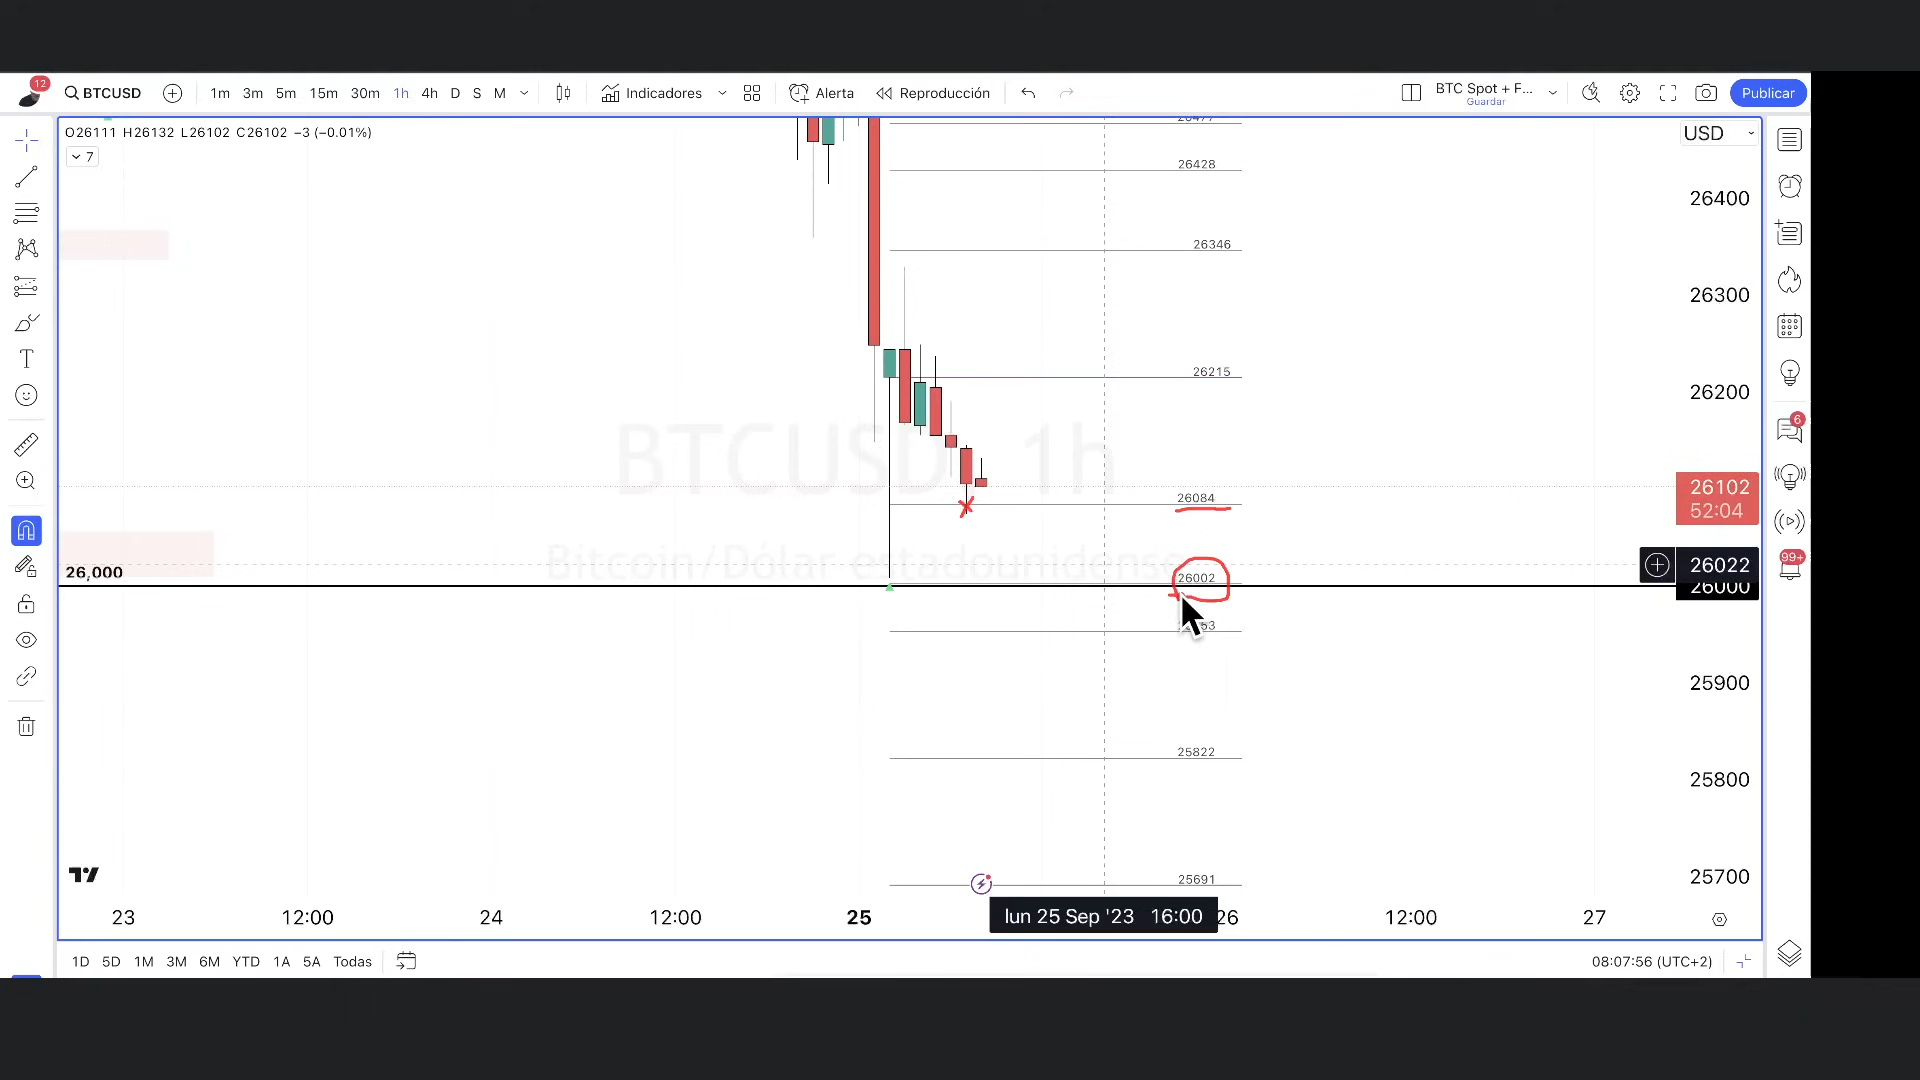 12
BTCUSD
1m 3m 5m 15m 30m 1h 4h D S M
Indicadores
Alerta
Reproducción
BTC Spot + F...
Guardar
Publicar
O26111 H26132 L26102 C26102 −3 (−0.01%)
7
USD
26428
26400
26346
26300
26215
26200
BTCUSD 1h
26102
52:04
26084
Bitcoin/Dólar estadounidense
26022
26,000
26002
26000
6
99+
25900
25822
25800
25691
25700
23 12:00 24 12:00 25 lun 25 Sep '23 16:00 26 12:00 27
1D 5D 1M 3M 6M YTD 1A 5A Todas
08:07:56 (UTC+2)